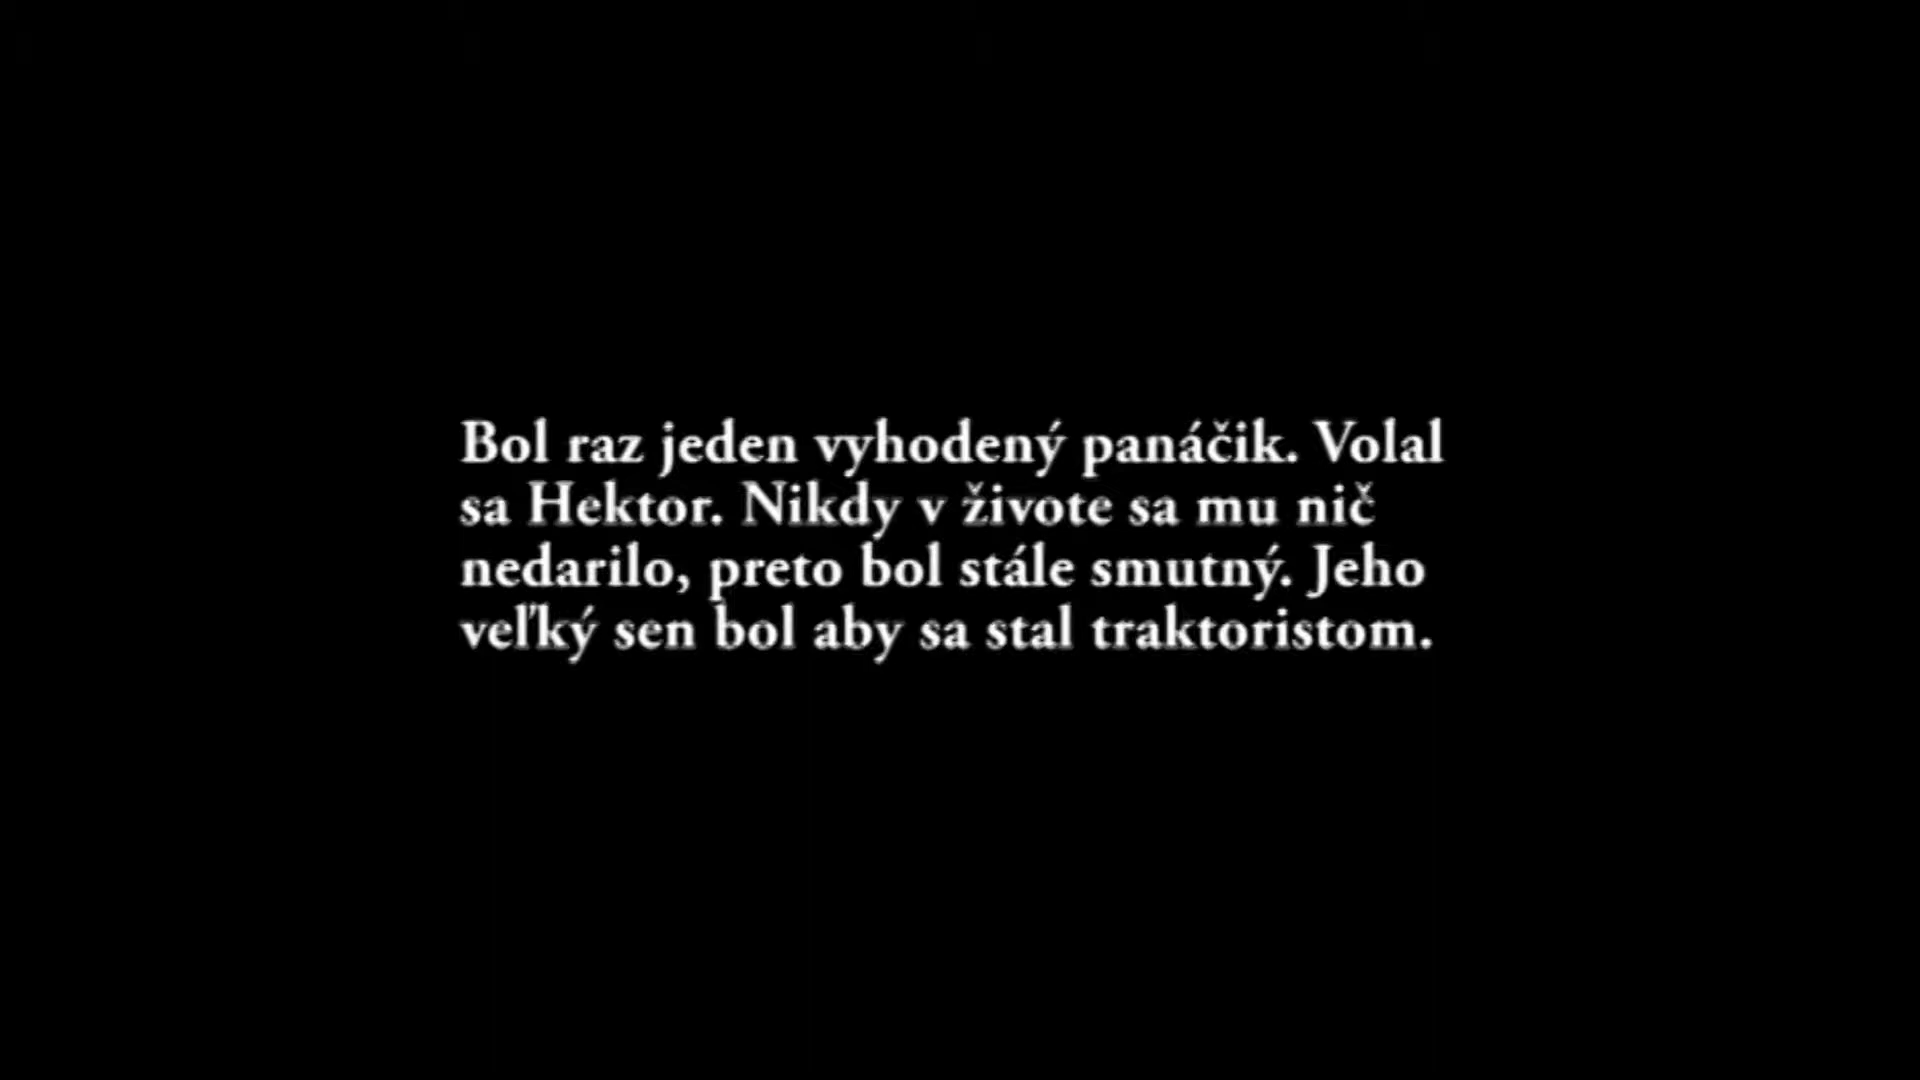 Bol raz jeden vyhodený panáčik. Volal
sa Hektor. Nikdy v živote sa mu nič
nedarilo, preto bol stále smutný. Jeho
veľký sen bol aby sa stal traktoristom.